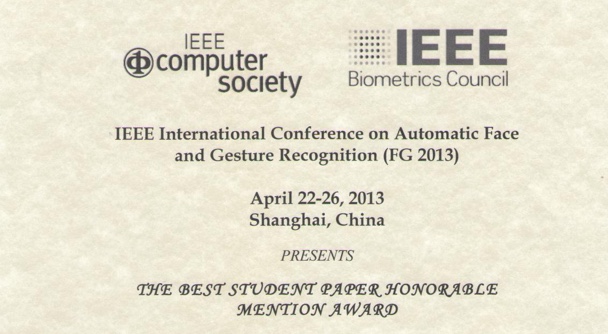 IEEE
computer
society
IEEE
Biometrics Council
IEEE International Conference on Automatic Face
and Gesture Recognition (FG 2013)
April 22-26, 2013
Shanghai, China
PRESENTS
THE BEST STUDENT PAPER HONORABLE
MENTION AWARD